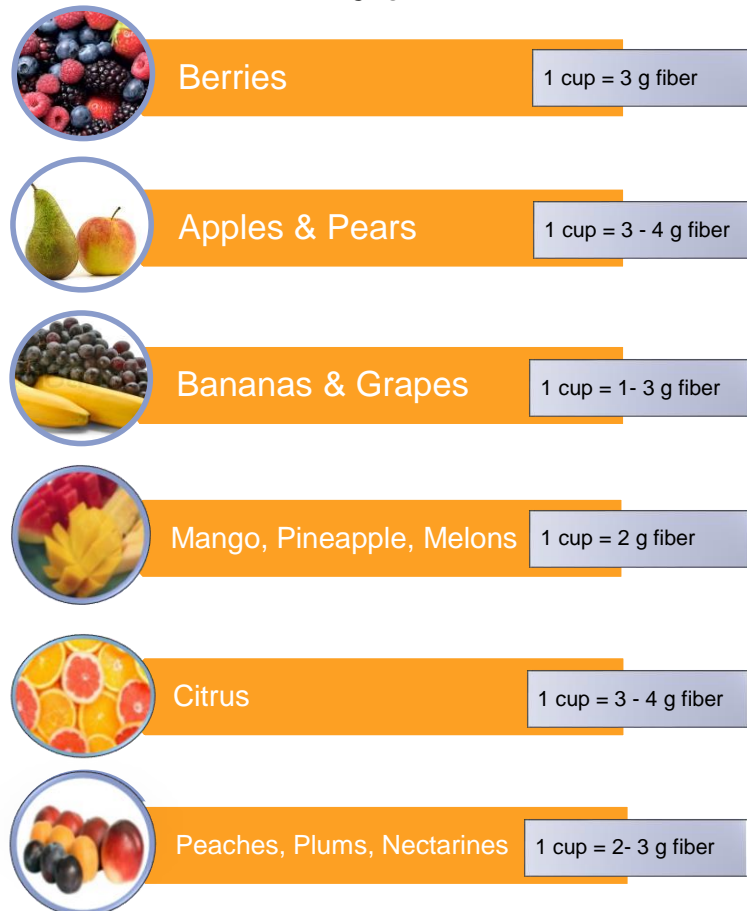 Berries
1 cup = 3 g fiber
Apples & Pears
1 cup = 3 - 4 g fiber
Bananas & Grapes
1 cup = 1- 3 g fiber
Mango, Pineapple, Melons
1 cup = 2 g fiber
Citrus
1 cup = 3 - 4 g fiber
Peaches, Plums, Nectarines
1 cup = 2- 3 g fiber